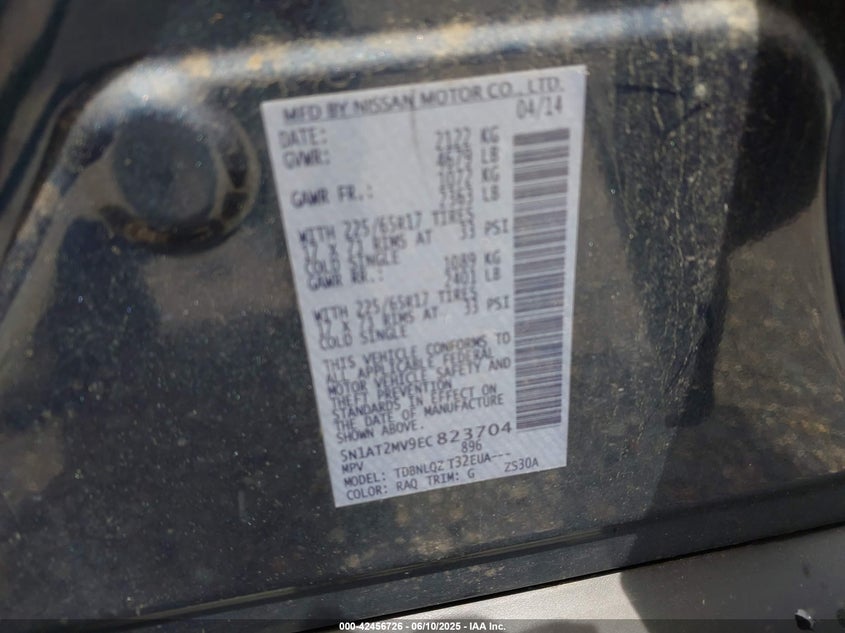 MFD BY NISSAN MOTOR CO., LTD.
DATE: 04/14
GVWR: 2122 KG
4679 LB
GAWR FR.: 1072 KG
2363 LB
WITH 225/65R17 TIRES
17 X 7J RIMS AT 33 PSI
COLD SINGLE
GAWR RR.: 1089 KG
2401 LB
WITH 225/65R17 TIRES
17 X 7J RIMS AT 33 PSI
COLD SINGLE
THIS VEHICLE CONFORMS TO
ALL APPLICABLE FEDERAL
MOTOR VEHICLE SAFETY AND
THEFT PREVENTION
STANDARDS IN EFFECT ON
THE DATE OF MANUFACTURE
SHOWN ABOVE.
5N1AT2MV9EC823704
MPV 896
MODEL: TDBNLQZ T32EUA---
COLOR: RAQ TRIM: G ZS30A
000-42456726 - 06/10/2025 - IAA Inc.